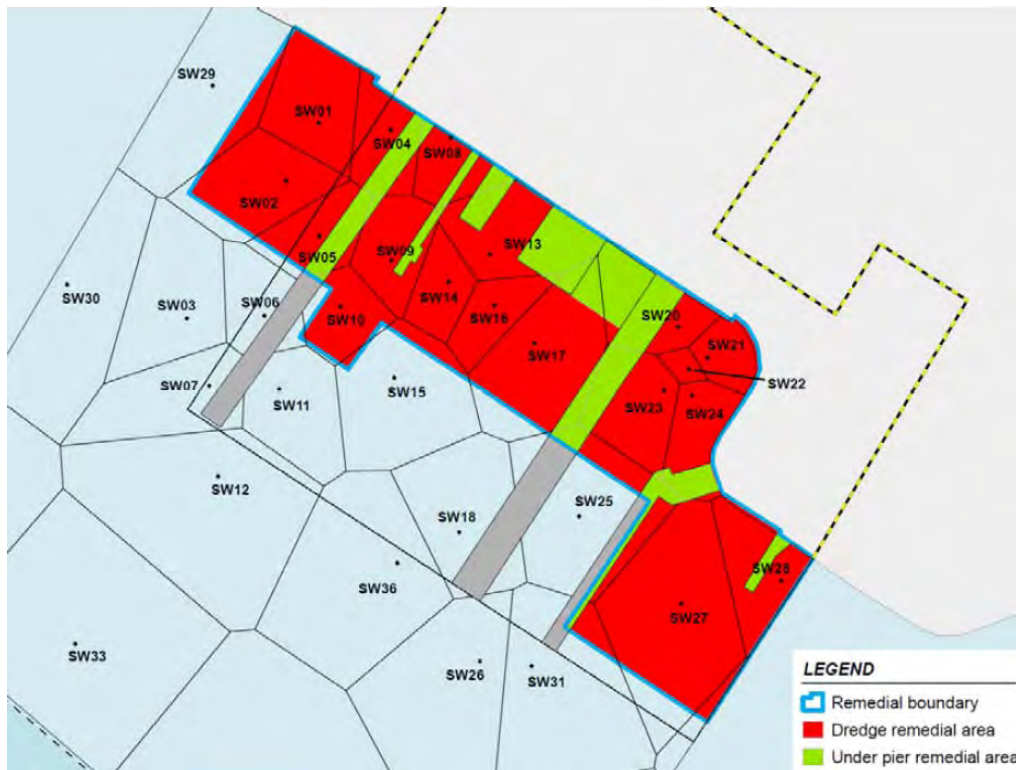 SW29
SW01
SW04
SW08
SW02
SW05
SW09
SW13
SW30
SW03
SW06
SW10
SW14
SW16
SW17
SW20
SW21
SW22
SW07
SW11
SW15
SW23
SW24
SW12
SW18
SW25
SW36
SW28
SW27
SW33
SW26
SW31
LEGEND
Remedial boundary
Dredge remedial area
Under pier remedial area